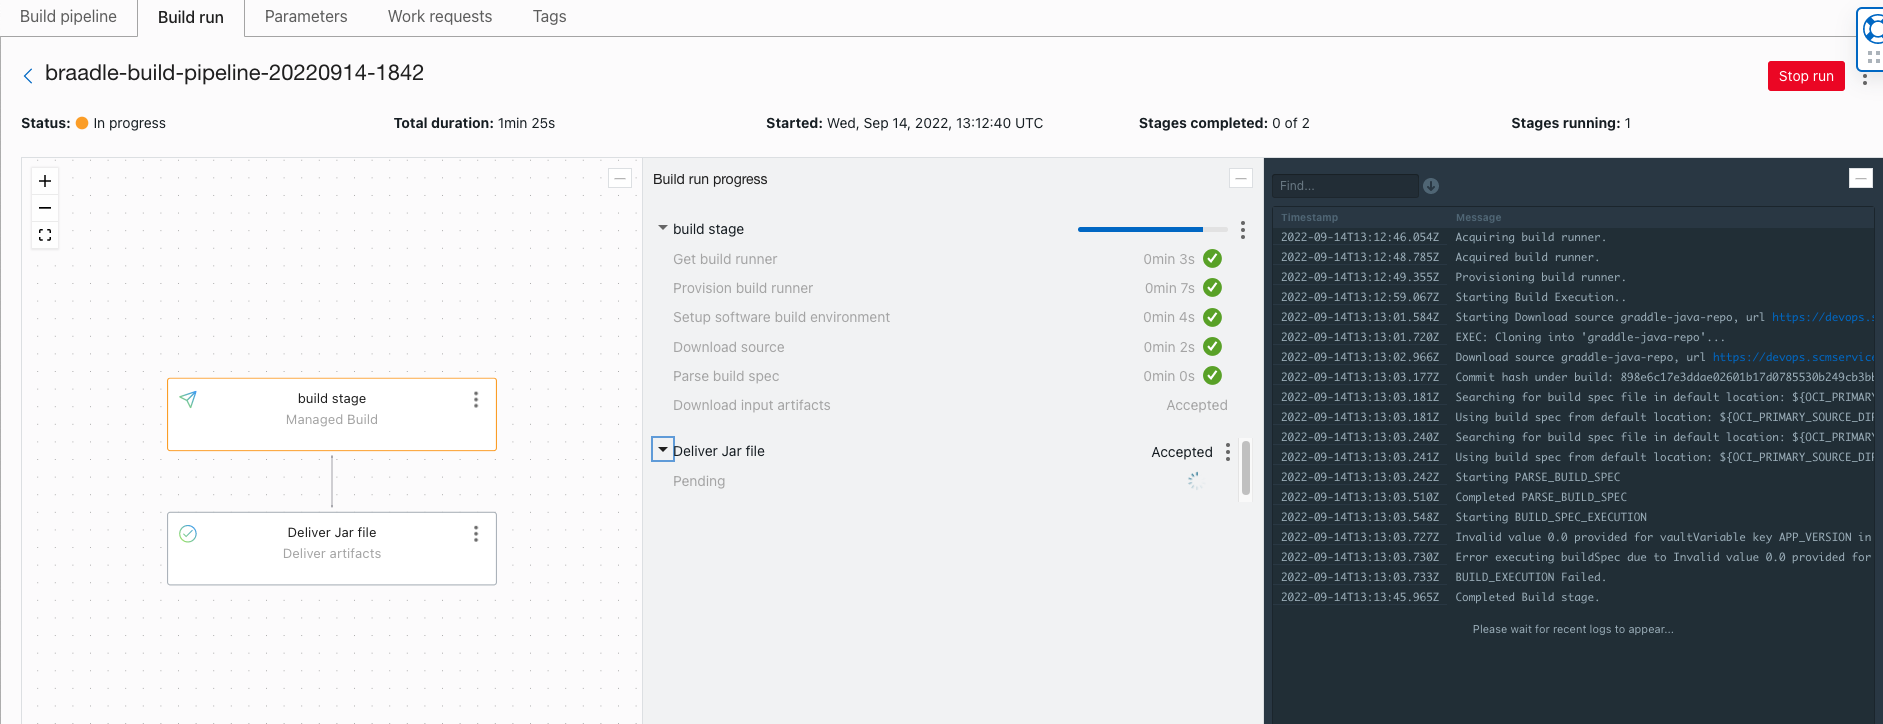 Build pipeline
Build run
Parameters
Work requests
Tags
braadle-build-pipeline-20220914-1842
Stop run
Status: In progress
Total duration: 1min 25s
Started: Wed, Sep 14, 2022, 13:12:40 UTC
Stages completed: 0 of 2
Stages running: 1
build stage
Managed Build
Deliver Jar file
Deliver artifacts
Build run progress
build stage
Get build runner 0min 3s
Provision build runner 0min 7s
Setup software build environment 0min 4s
Download source 0min 2s
Parse build spec 0min 0s
Download input artifacts Accepted
Deliver Jar file Accepted
Pending
Find...
Timestamp Message
2022-09-14T13:12:46.054Z Acquiring build runner.
2022-09-14T13:12:48.785Z Acquired build runner.
2022-09-14T13:12:49.355Z Provisioning build runner.
2022-09-14T13:12:59.067Z Starting Build Execution..
2022-09-14T13:13:01.584Z Starting Download source graddle-java-repo, url https://devops.s
2022-09-14T13:13:01.720Z EXEC: Cloning into 'graddle-java-repo'...
2022-09-14T13:13:02.966Z Download source graddle-java-repo, url https://devops.scmservice
2022-09-14T13:13:03.177Z Commit hash under build: 898e6c17e3ddae02601b17d0785530b249cb3bb
2022-09-14T13:13:03.181Z Searching for build spec file in default location: ${OCI_PRIMARY
2022-09-14T13:13:03.181Z Using build spec from default location: ${OCI_PRIMARY_SOURCE_DIR
2022-09-14T13:13:03.240Z Searching for build spec file in default location: ${OCI_PRIMARY
2022-09-14T13:13:03.241Z Using build spec from default location: ${OCI_PRIMARY_SOURCE_DIR
2022-09-14T13:13:03.242Z Starting PARSE_BUILD_SPEC
2022-09-14T13:13:03.510Z Completed PARSE_BUILD_SPEC
2022-09-14T13:13:03.548Z Starting BUILD_SPEC_EXECUTION
2022-09-14T13:13:03.727Z Invalid value 0.0 provided for vaultVariable key APP_VERSION in
2022-09-14T13:13:03.730Z Error executing buildSpec due to Invalid value 0.0 provided for
2022-09-14T13:13:03.733Z BUILD_EXECUTION Failed.
2022-09-14T13:13:45.965Z Completed Build stage.
Please wait for recent logs to appear...